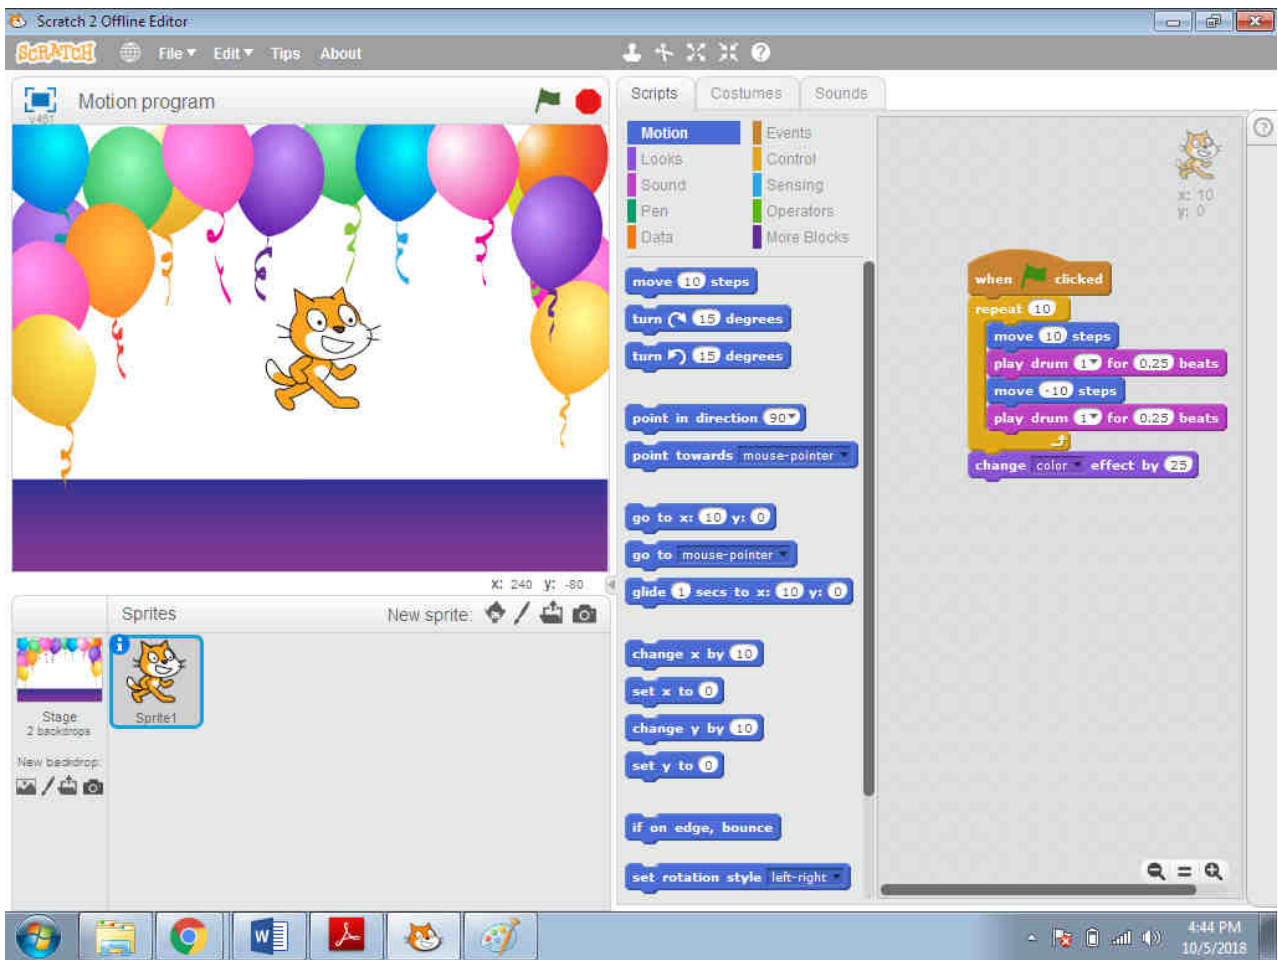 Scratch 2 Offline Editor
SCRATCH File Edit Tips About
Motion program
v461
Scripts Costumes Sounds
Motion Events
Looks Control
Sound Sensing
Pen Operators
Data More Blocks
move 10 steps
turn 15 degrees
turn 15 degrees
point in direction 90
point towards mouse-pointer
go to x: 10 y: 0
go to mouse-pointer
glide 1 secs to x: 10 y: 0
change x by 10
set x to 0
change y by 10
set y to 0
if on edge, bounce
set rotation style left-right
x: 10
y: 0
when clicked
repeat 10
move 10 steps
play drum 1 for 0.25 beats
move -10 steps
play drum 1 for 0.25 beats
change color effect by 25
X: 240 y: -80
Sprites New sprite:
Stage
2 backdrops
New backdrop:
Sprite1
4:44 PM
10/5/2018